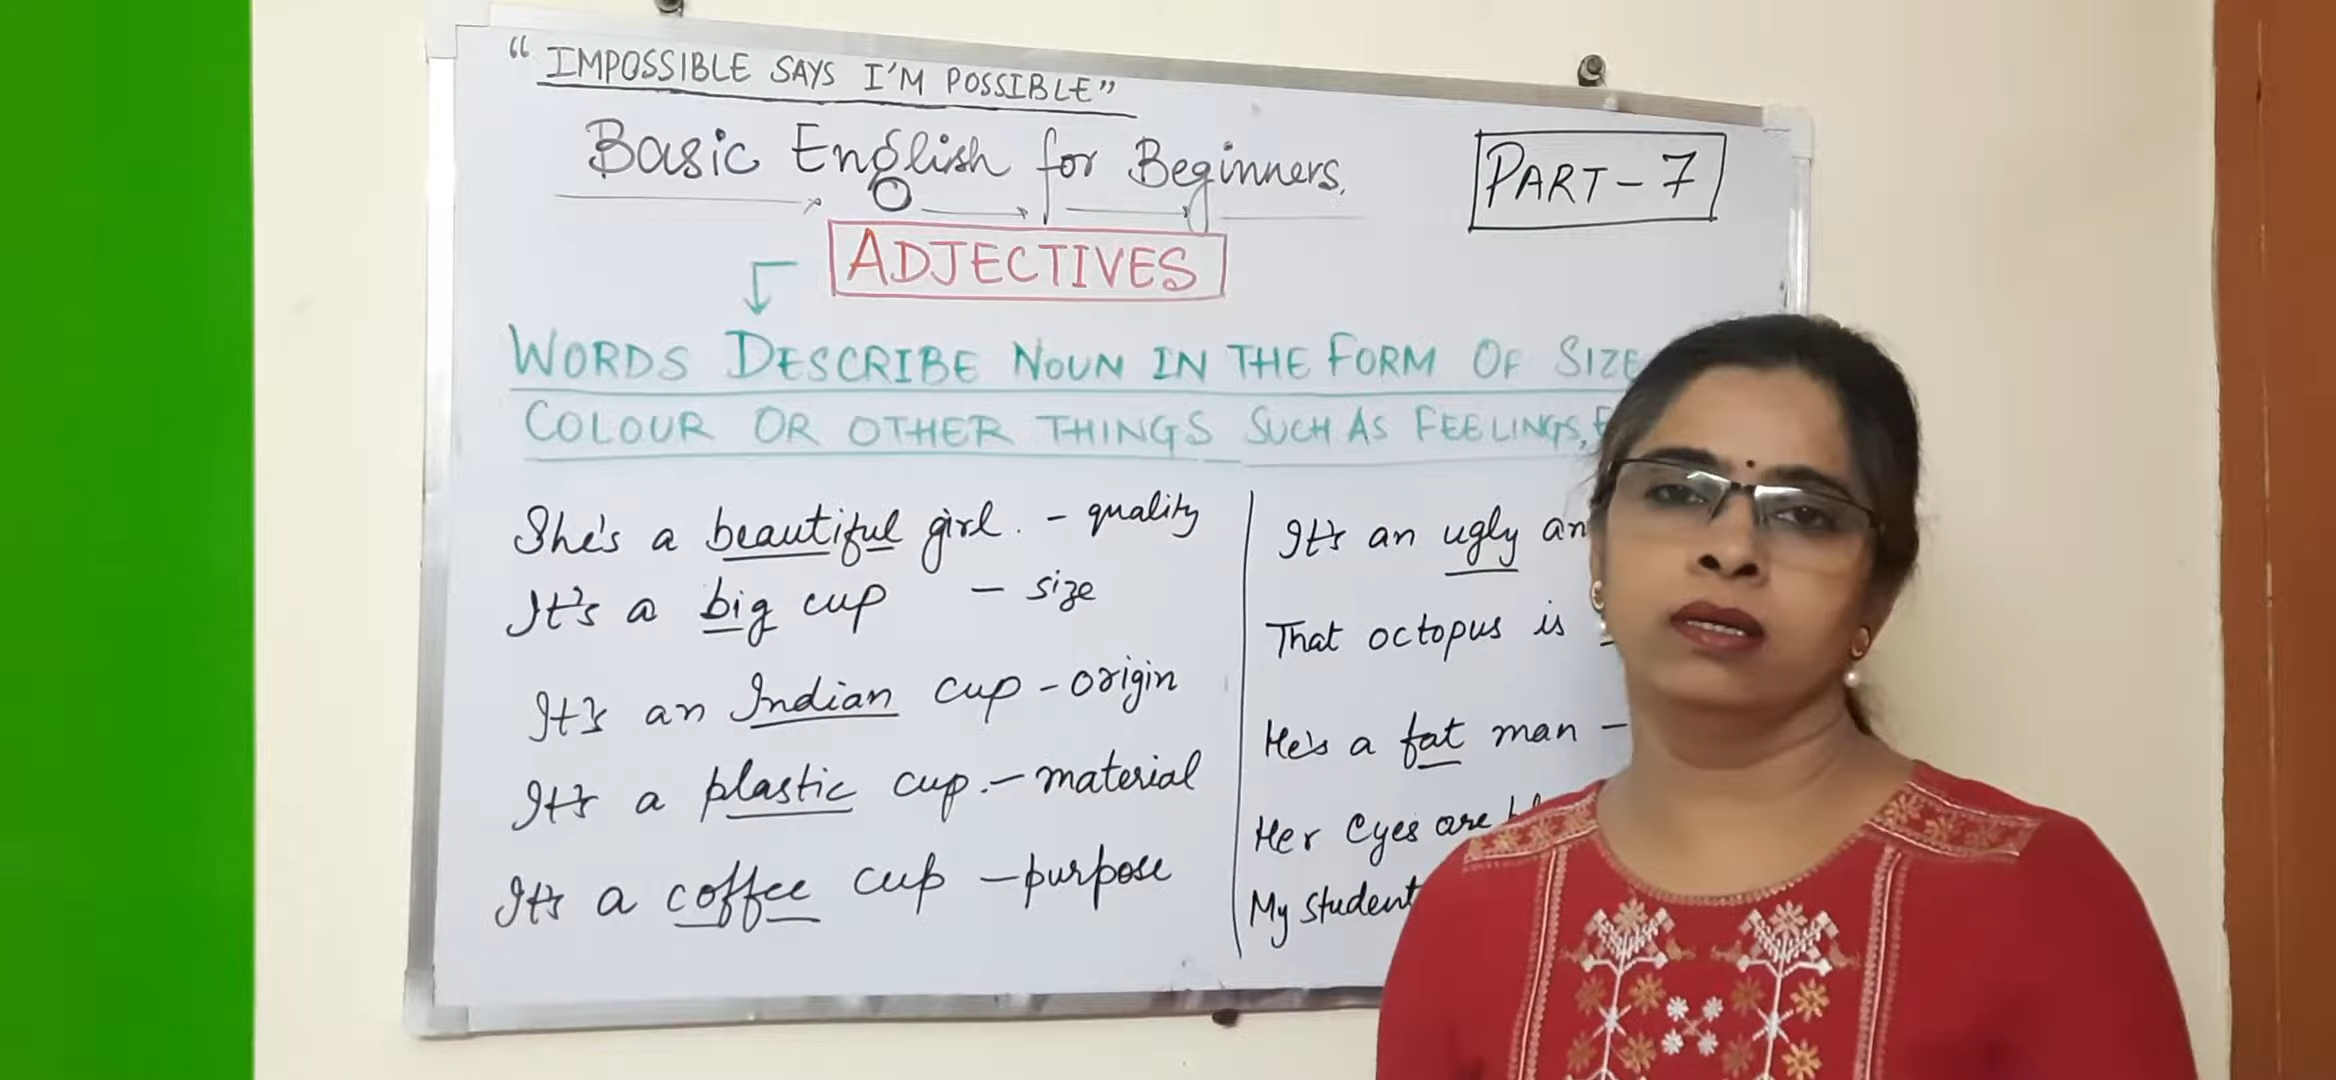 “IMPOSSIBLE SAYS I'M POSSIBLE”
Basic English for Beginners.
PART-7
ADJECTIVES
WORDS DESCRIBE NOUN IN THE FORM OF SIZE
COLOUR OR OTHER THINGS SUCH AS FEELINGS,
She's a beautiful girl. - quality
It's a big cup - size
It's an Indian cup - origin
It's a plastic cup. - material
It's a coffee cup - purpose
It's an ugly
That octopus is
He's a fat man -
Her eyes are
My student